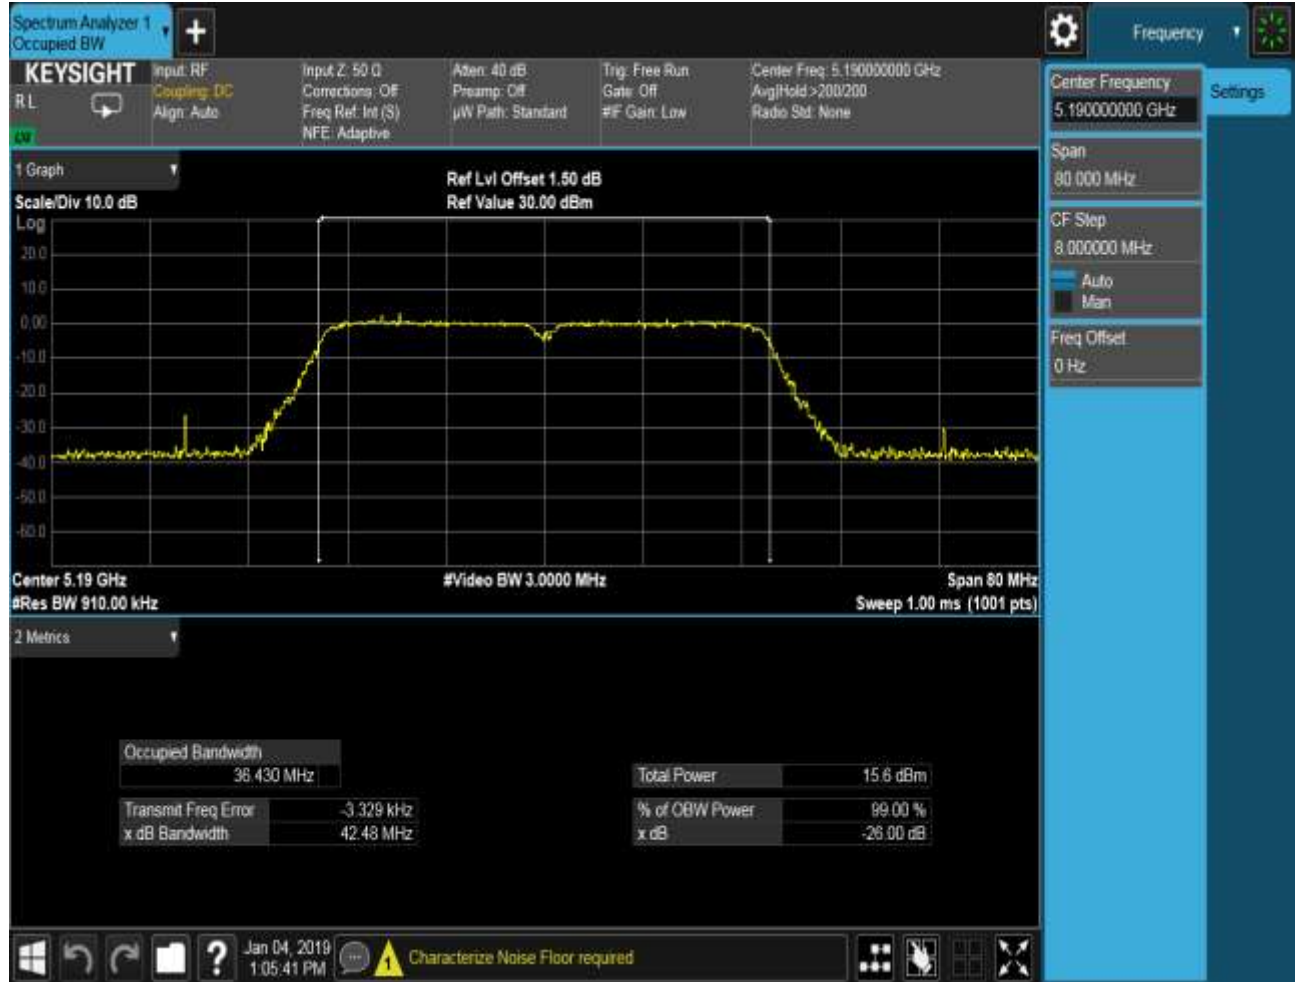 Spectrum Analyzer 1
Occupied BW
Frequency
KEYSIGHT
R L
Input: RF
Coupling: DC
Align: Auto
Input Z: 50 Ω
Corrections: Off
Freq Ref: Int (S)
NFE: Adaptive
Atten: 40 dB
Preamp: Off
µW Path: Standard
Trig: Free Run
Gate: Off
#IF Gain: Low
Center Freq: 5.190000000 GHz
Avg|Hold:>200/200
Radio Std: None
Center Frequency
5.190000000 GHz
Settings
Span
80.000 MHz
CF Step
8.000000 MHz
Auto
Man
Freq Offset
0 Hz
1 Graph
Scale/Div 10.0 dB
Ref Lvl Offset 1.50 dB
Ref Value 30.00 dBm
Log
20.0
10.0
0.00
-10.0
-20.0
-30.0
-40.0
-50.0
-60.0
Center 5.19 GHz
#Video BW 3.0000 MHz
Span 80 MHz
#Res BW 910.00 kHz
Sweep 1.00 ms (1001 pts)
2 Metrics
Occupied Bandwidth
36.430 MHz
Total Power 15.6 dBm
Transmit Freq Error -3.329 kHz
% of OBW Power 99.00 %
x dB Bandwidth 42.48 MHz
x dB -26.00 dB
?
Jan 04, 2019
1:05:41 PM
1
Characterize Noise Floor required